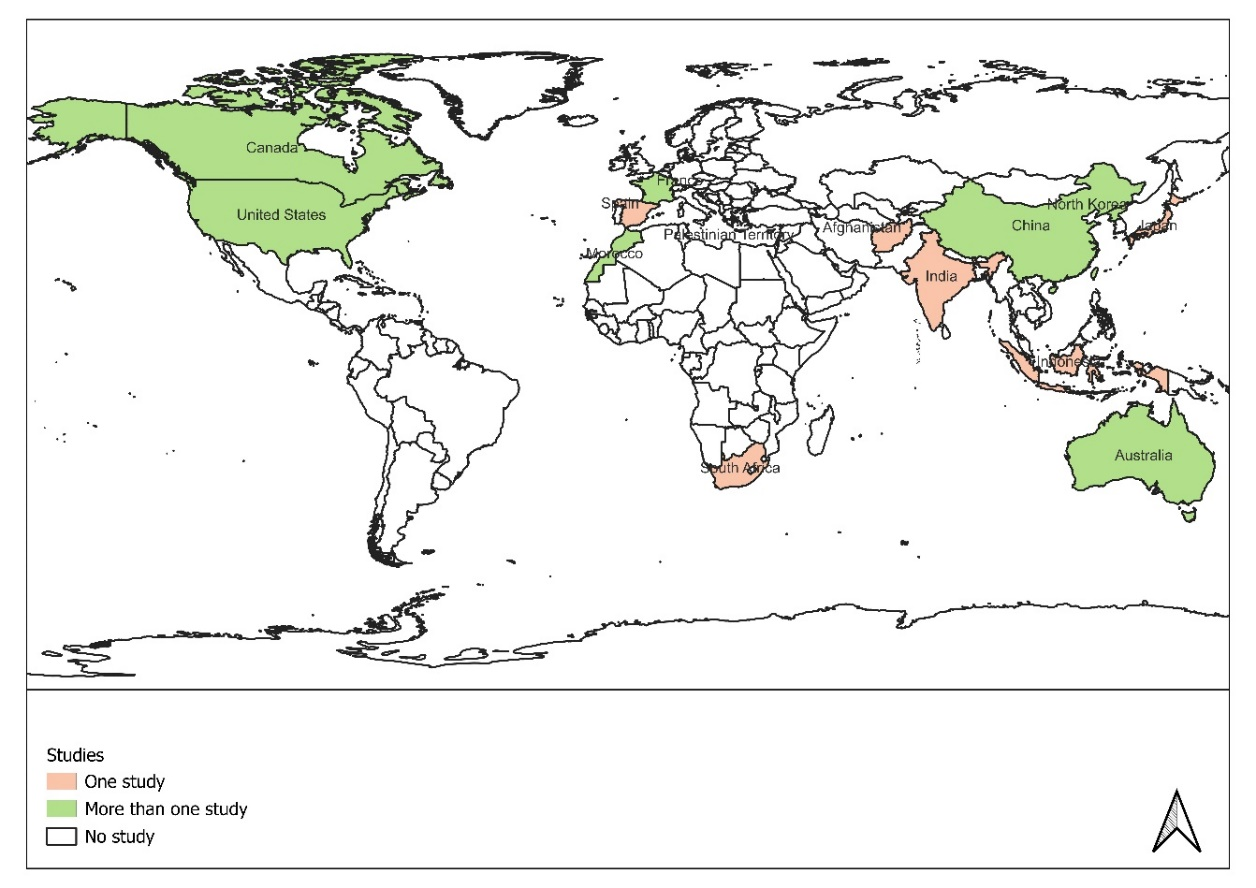 Canada
France
Spain
North Korea
United States
China
Japan
Afghanistan
Palestinian Territory
Morocco
India
Indonesia
Australia
South Africa
Studies
One study
More than one study
No study